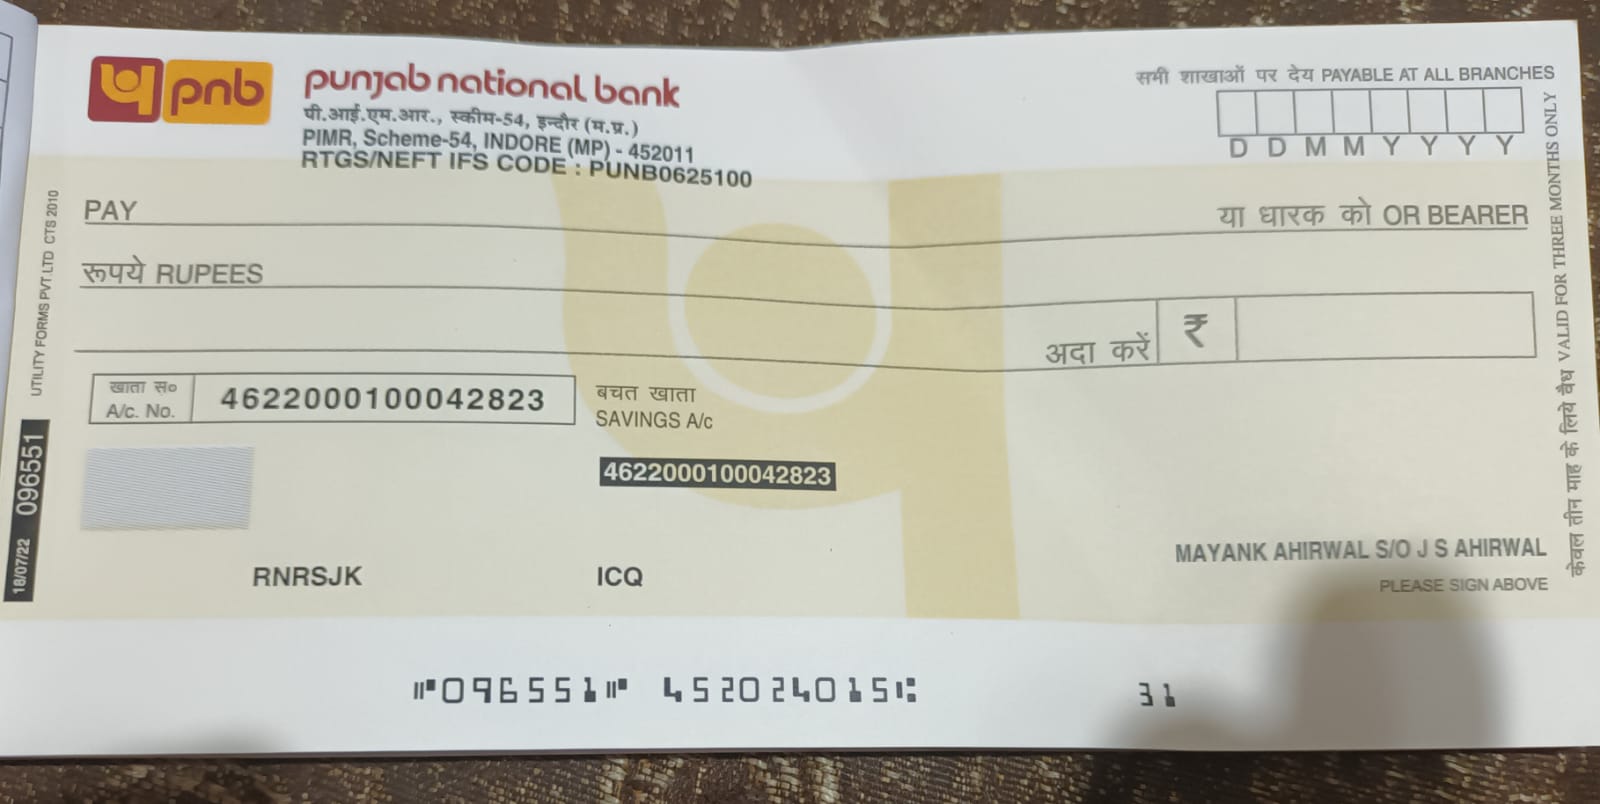 pnb
punjab national bank
पी.आई.एम.आर., स्कीम-54, इन्दौर (म.प्र.)
PIMR, Scheme-54, INDORE (MP) - 452011
RTGS/NEFT IFS CODE : PUNB0625100
सभी शाखाओं पर देय PAYABLE AT ALL BRANCHES
D D M M Y Y Y Y
PAY
या धारक को OR BEARER
रूपये RUPEES
अदा करें ₹
खाता सं०
A/c. No.
4622000100042823
बचत खाता
SAVINGS A/c
4622000100042823
MAYANK AHIRWAL S/O J S AHIRWAL
PLEASE SIGN ABOVE
RNRSJK ICQ
⑈096551⑈ 452024015⑆ 31
UTILITY FORMS PVT.LTD CTS 2010
18/07/22 096551
केवल तीन माह के लिये वैध VALID FOR THREE MONTHS ONLY